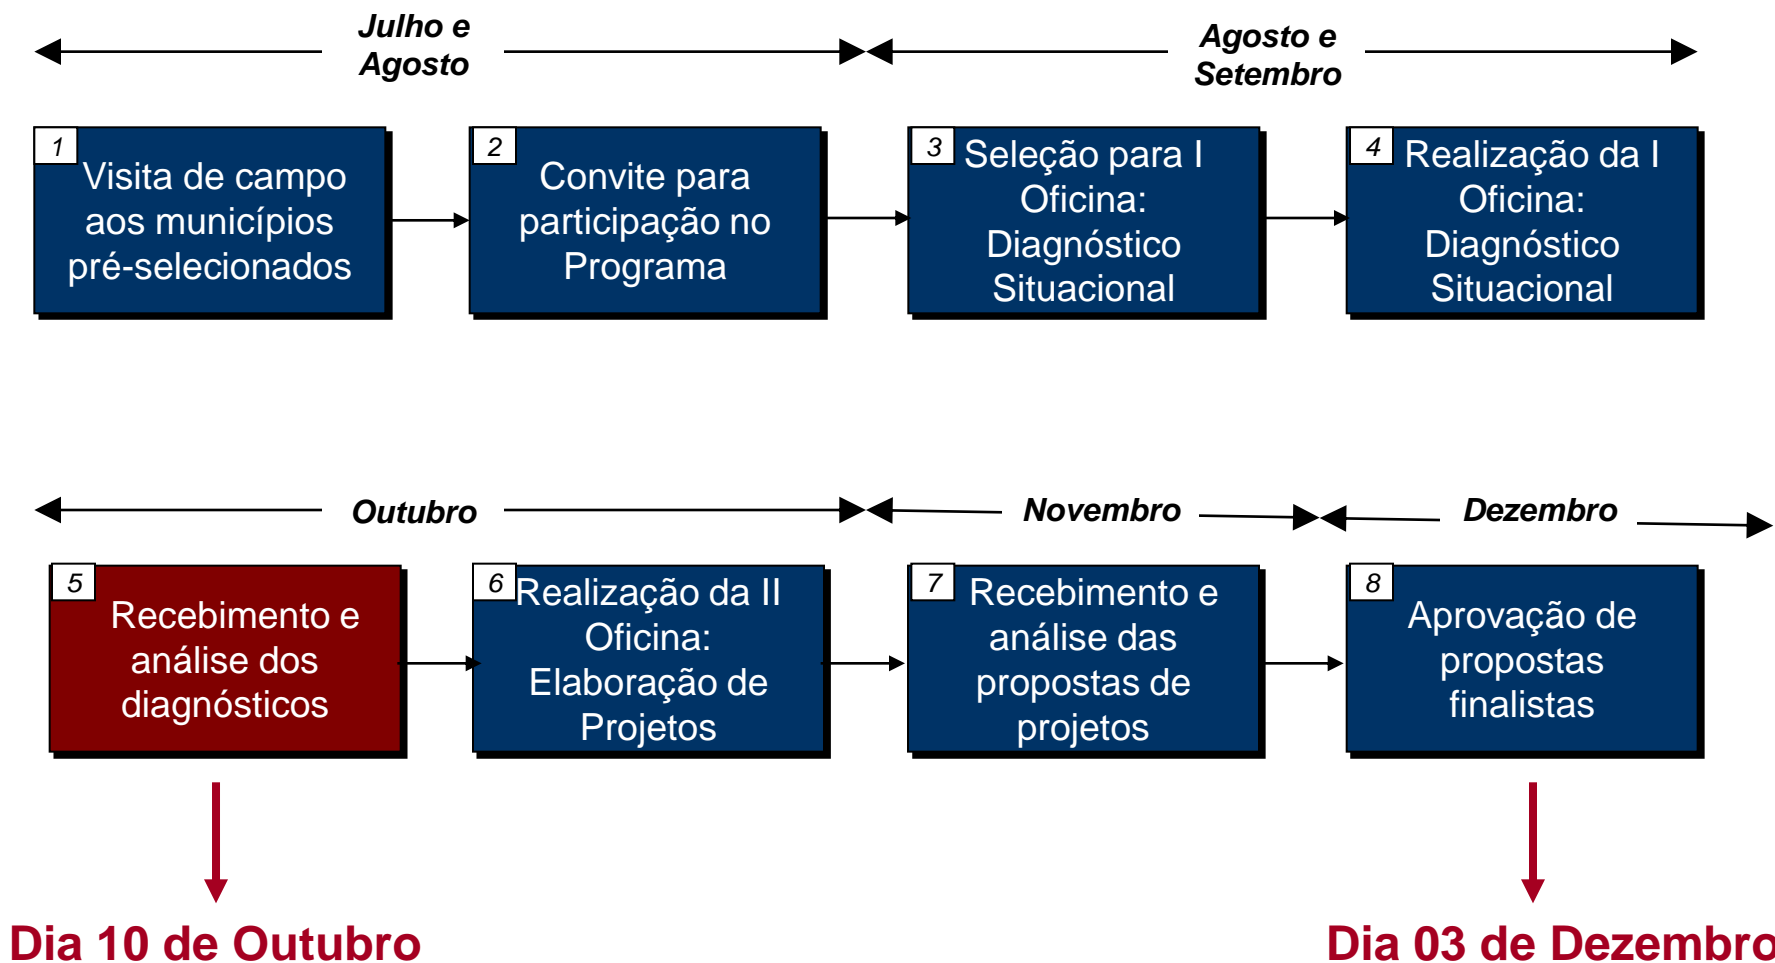 Julho e
Agosto
Agosto e
Setembro
1
Visita de campo
aos municípios
pré-selecionados
2
Convite para
participação no
Programa
3
Seleção para I
Oficina:
Diagnóstico
Situacional
4
Realização da I
Oficina:
Diagnóstico
Situacional
Outubro
Novembro
Dezembro
5
Recebimento e
análise dos
diagnósticos
6
Realização da II
Oficina:
Elaboração de
Projetos
7
Recebimento e
análise das
propostas de
projetos
8
Aprovação de
propostas
finalistas
Dia 10 de Outubro
Dia 03 de Dezembro